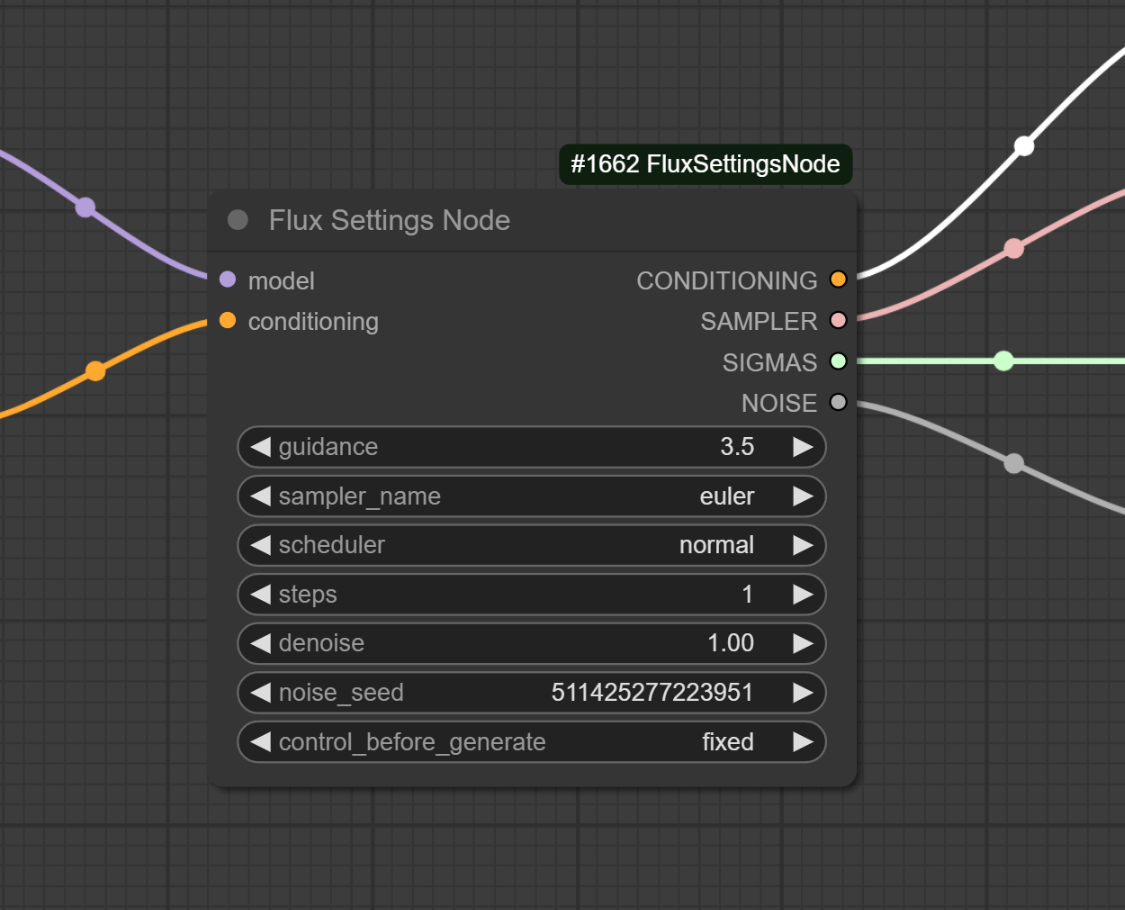 #1662 FluxSettingsNode
Flux Settings Node
model CONDITIONING
conditioning SAMPLER
SIGMAS
NOISE
guidance 3.5
sampler_name euler
scheduler normal
steps 1
denoise 1.00
noise_seed 511425277223951
control_before_generate fixed